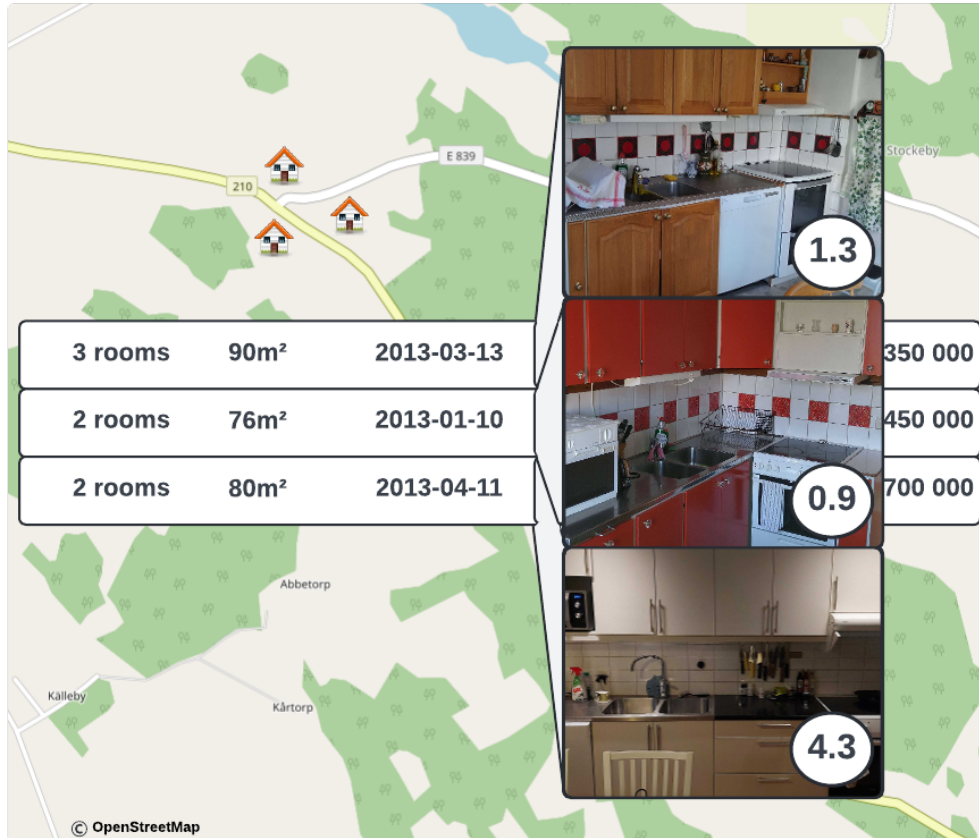 Stockeby
E 839
210
1.3
3 rooms 90m² 2013-03-13 350 000
2 rooms 76m² 2013-01-10 450 000
2 rooms 80m² 2013-04-11 700 000
0.9
Abbetorp
Källeby
Kårtorp
4.3
© OpenStreetMap